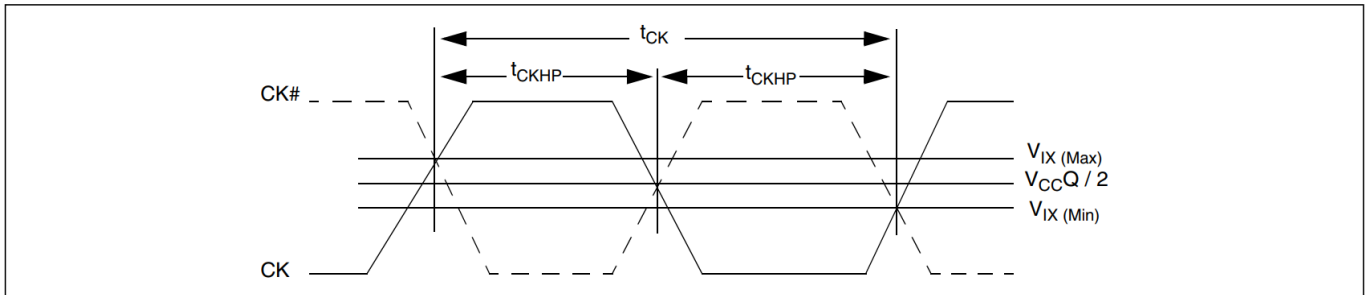 tCK
tCKHP tCKHP
CK#
VIX (Max)
VCCQ / 2
VIX (Min)
CK